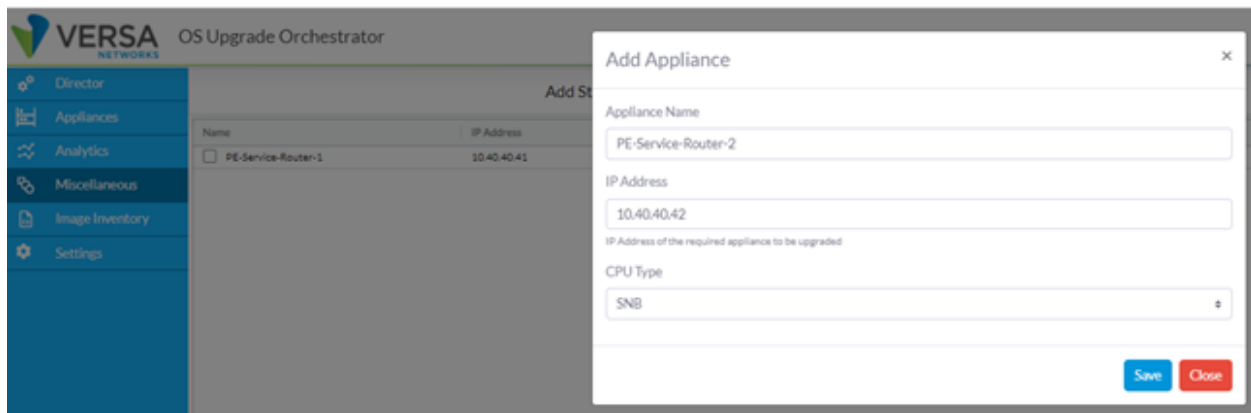 VERSA
NETWORKS
OS Upgrade Orchestrator
Director
Appliances
Analytics
Miscellaneous
Image Inventory
Settings
Add St
Name
IP Address
PE-Service-Router-1
10.40.40.41
Add Appliance
×
Appliance Name
PE-Service-Router-2
IP Address
10.40.40.42
IP Address of the required appliance to be upgraded
CPU Type
SNB
Save
Close